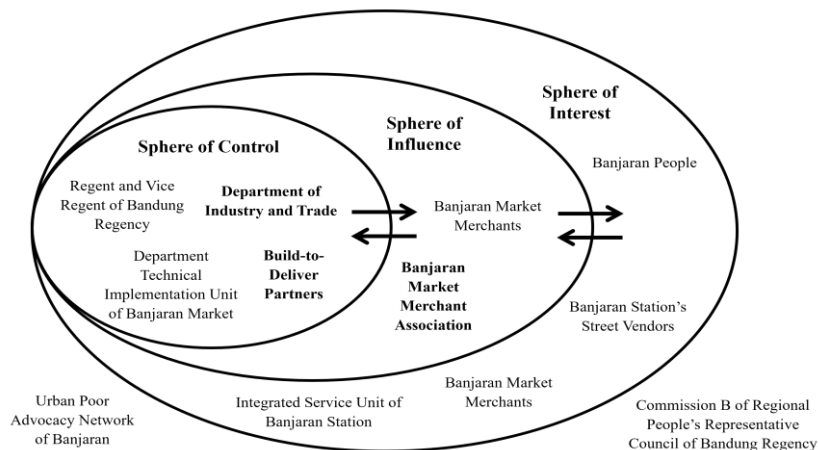 Sphere of
Interest
Sphere of
Influence
Sphere of Control
Banjaran People
Regent and Vice
Regent of Bandung
Regency
Department of
Industry and Trade
Banjaran Market
Merchants
Department
Technical
Implementation Unit
of Banjaran Market
Build-to-
Deliver
Partners
Banjaran
Market
Merchant
Association
Banjaran Station's
Street Vendors
Banjaran Market
Merchants
Urban Poor
Advocacy Network
of Banjaran
Integrated Service Unit of
Banjaran Station
Commission B of Regional
People's Representative
Council of Bandung Regency